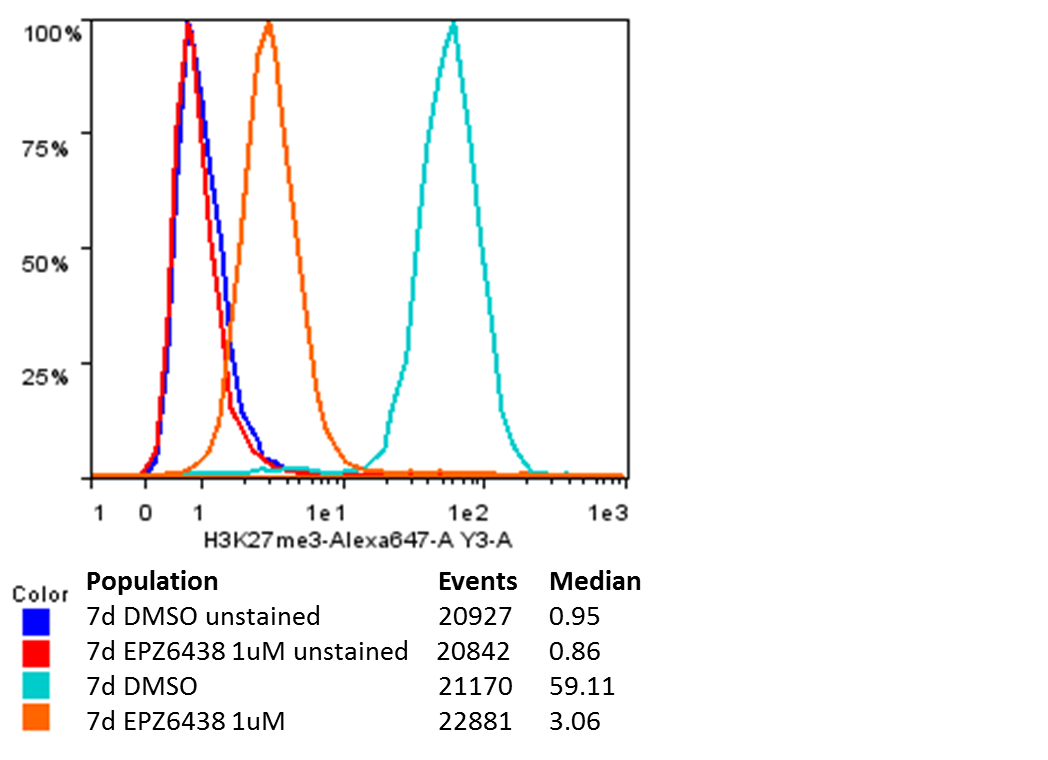 100%
75%
50%
25%
1 0 1 1e1 1e2 1e3
H3K27me3-Alexa647-A Y3-A
Color Population Events Median
7d DMSO unstained 20927 0.95
7d EPZ6438 1uM unstained 20842 0.86
7d DMSO 21170 59.11
7d EPZ6438 1uM 22881 3.06